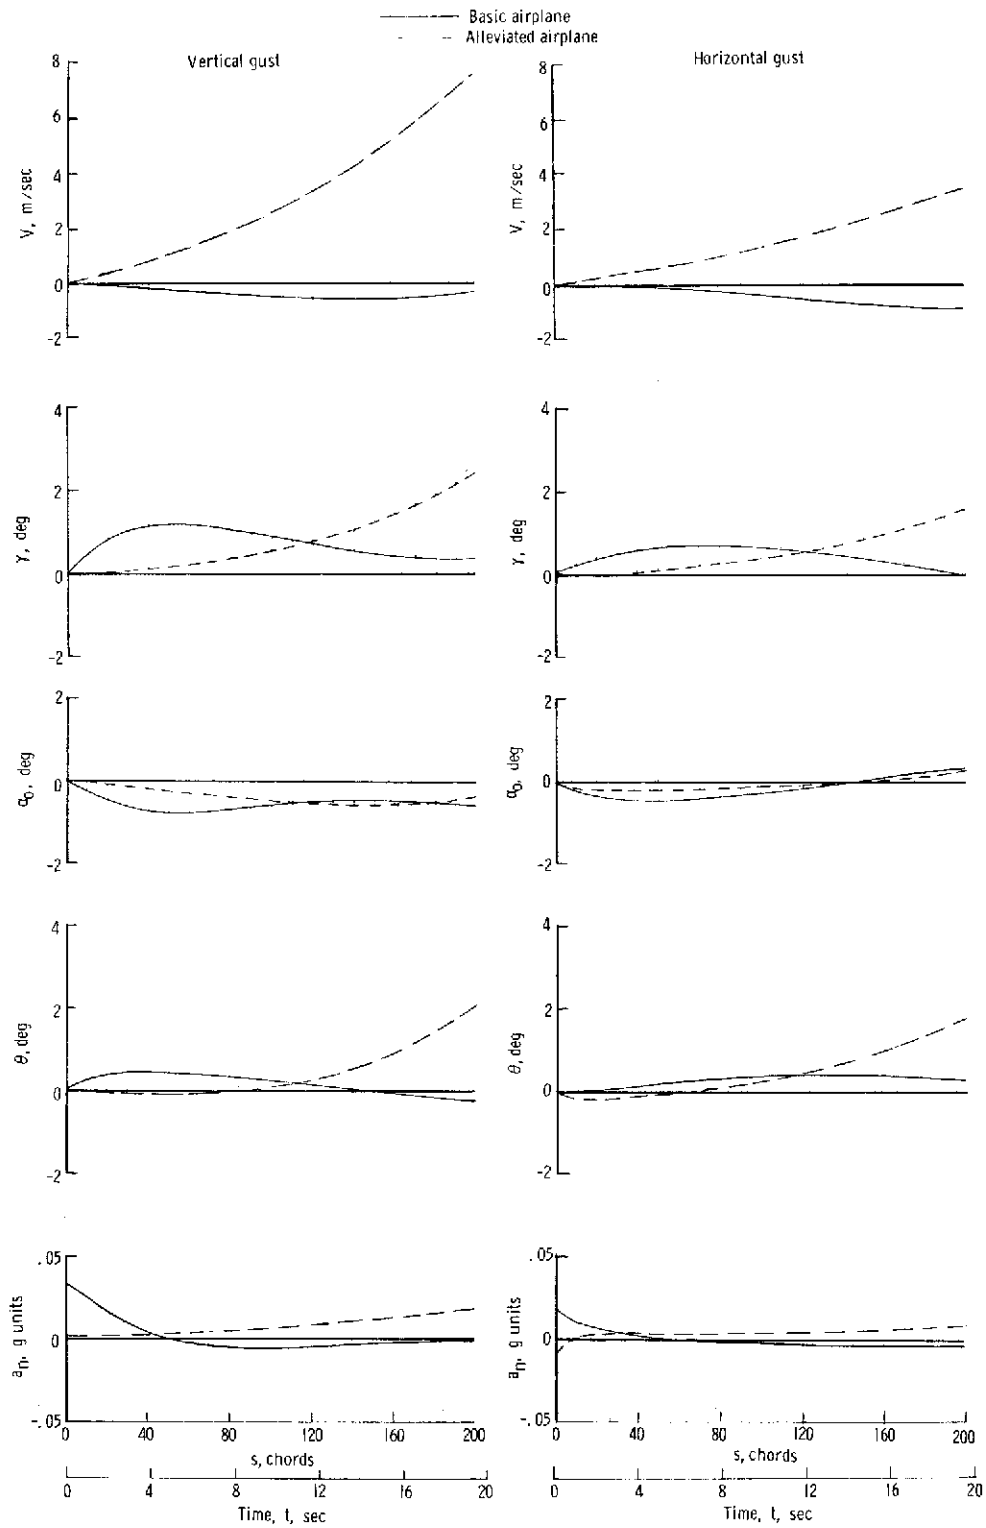 Basic airplane
Alleviated airplane
Vertical gust
Horizontal gust
8
6
4
2
0
-2
V, m/sec
8
6
4
2
0
-2
V, m/sec
4
2
0
-2
γ, deg
4
2
0
-2
γ, deg
2
0
-2
α₀, deg
2
0
-2
α₀, deg
4
2
0
-2
θ, deg
4
2
0
-2
θ, deg
.05
0
-.05
aₙ, g units
.05
0
-.05
aₙ, g units
0 40 80 120 160 200
s, chords
0 4 8 12 16 20
Time, t, sec
0 40 80 120 160 200
s, chords
0 4 8 12 16 20
Time, t, sec